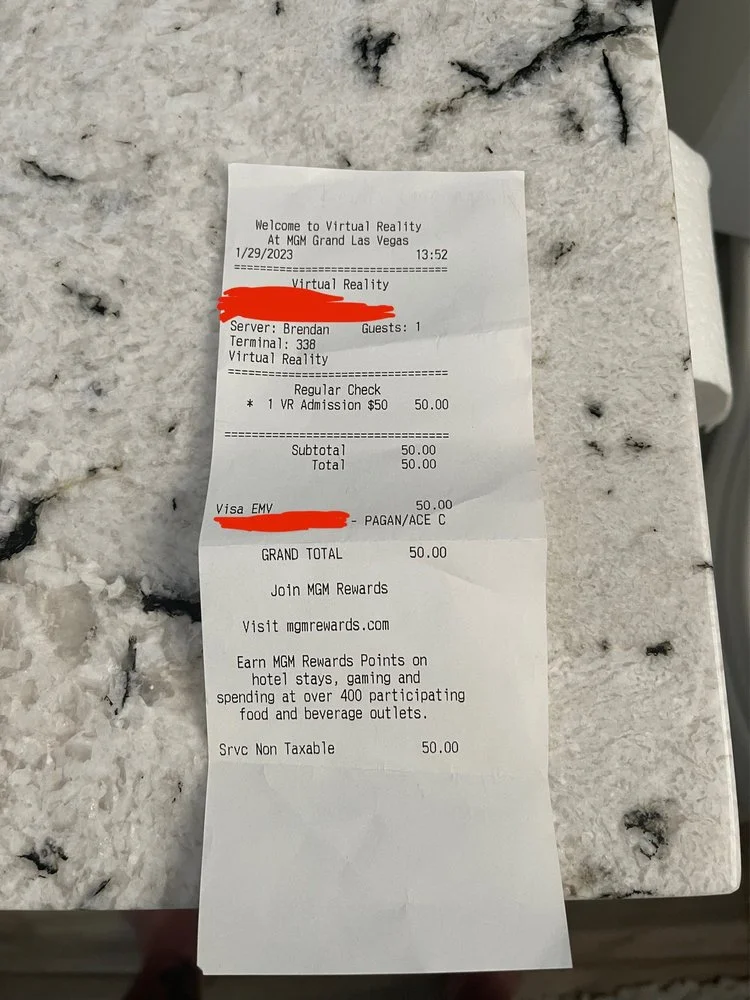 Welcome to Virtual Reality
At MGM Grand Las Vegas
1/29/2023 13:52
================================
Virtual Reality
Server: Brendan Guests: 1
Terminal: 338
Virtual Reality
================================
Regular Check
* 1 VR Admission $50 50.00
================================
Subtotal 50.00
Total 50.00
Visa EMV 50.00
- PAGAN/ACE C
GRAND TOTAL 50.00
Join MGM Rewards
Visit mgmrewards.com
Earn MGM Rewards Points on
hotel stays, gaming and
spending at over 400 participating
food and beverage outlets.
Srvc Non Taxable 50.00